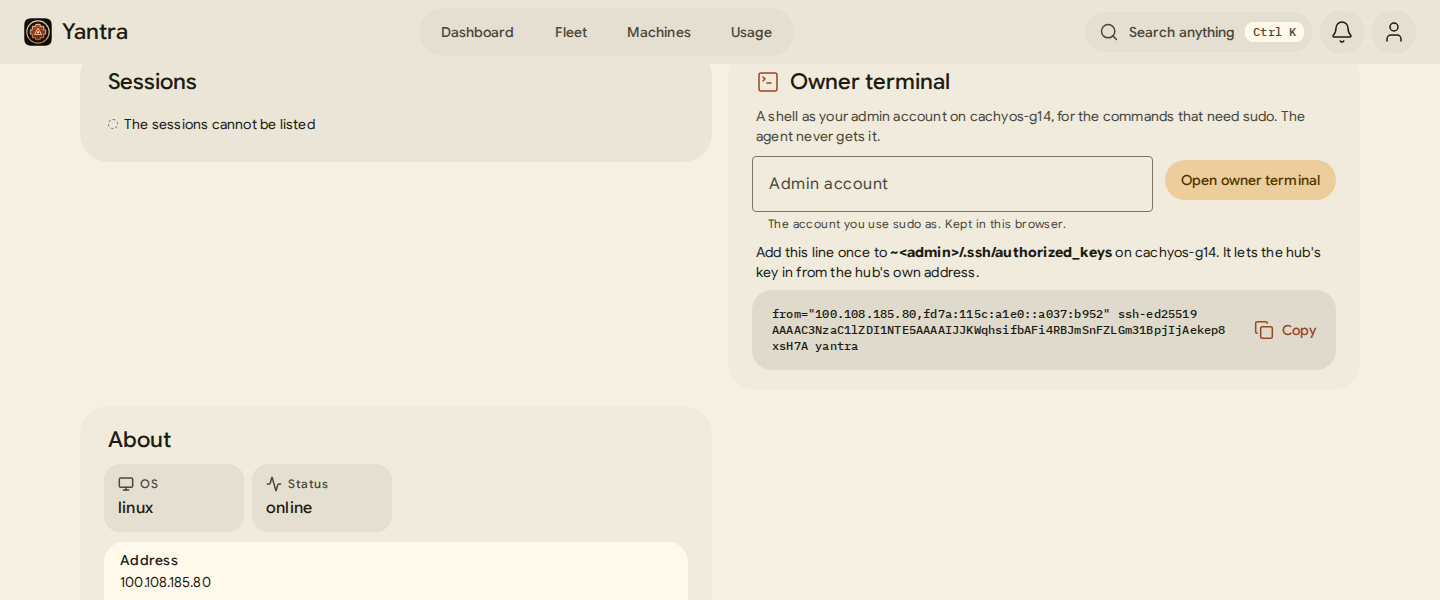 Yantra
Dashboard
Fleet
Machines
Usage
Search anything
Ctrl K
Sessions
The sessions cannot be listed
Owner terminal
A shell as your admin account on cachyos-g14, for the commands that need sudo. The
agent never gets it.
Admin account
Open owner terminal
The account you use sudo as. Kept in this browser.
Add this line once to ~<admin>/.ssh/authorized_keys on cachyos-g14. It lets the hub's
key in from the hub's own address.
from="100.108.185.80,fd7a:115c:a1e0::a037:b952" ssh-ed25519
AAAAC3NzaC1lZDI1NTE5AAAAIJJKWqhsifbAFi4RBJmSnFZLGm31BpjIjAekep8
xsH7A yantra
Copy
About
OS
linux
Status
online
Address
100.108.185.80